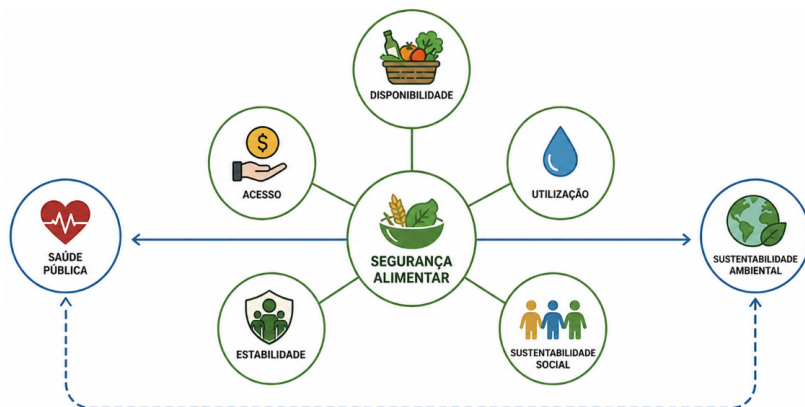 DISPONIBILIDADE
$
ACESSO
UTILIZAÇÃO
SAÚDE
PÚBLICA
SEGURANÇA
ALIMENTAR
SUSTENTABILIDADE
AMBIENTAL
ESTABILIDADE
SUSTENTABILIDADE
SOCIAL